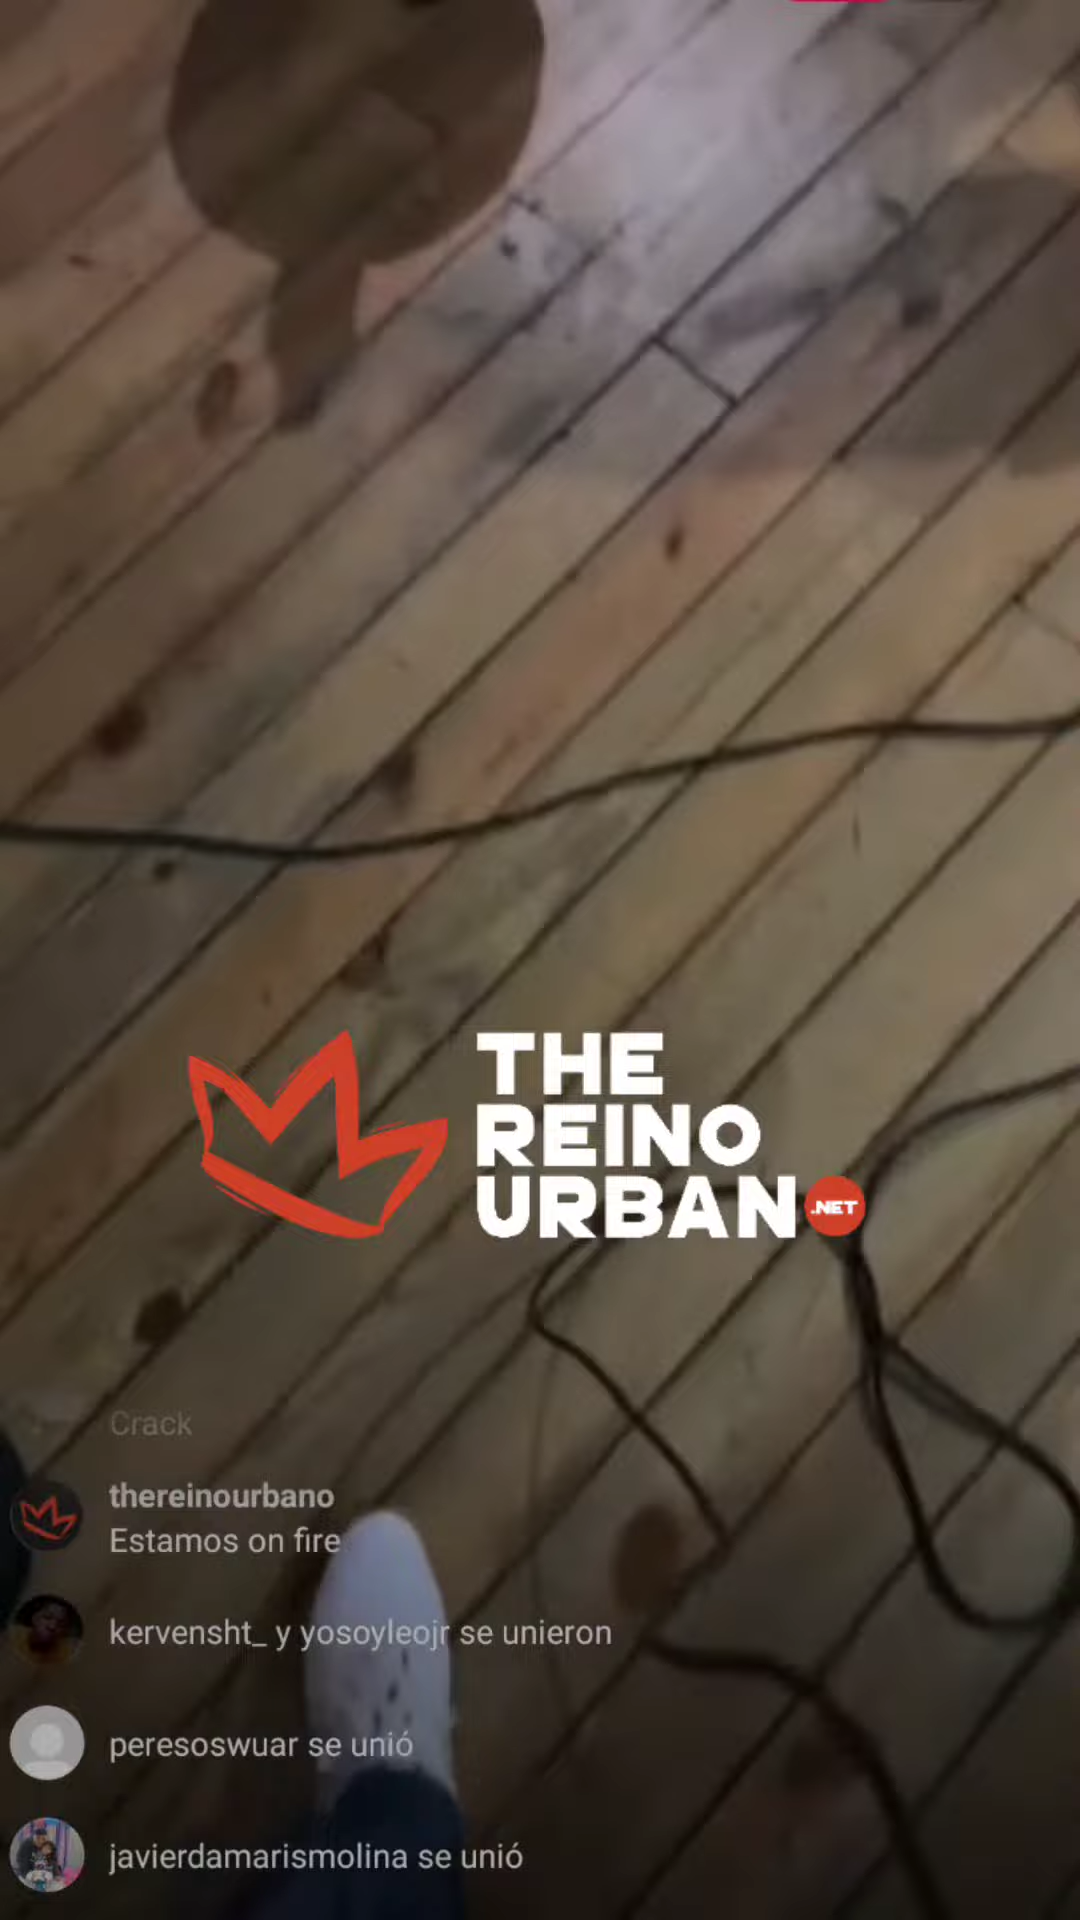 THE
REINO
URBAN
.NET
Crack
thereinourbano
Estamos on fire
kervensht_ y yosoyleojr se unieron
peresoswuar se unió
javierdamarismolina se unió